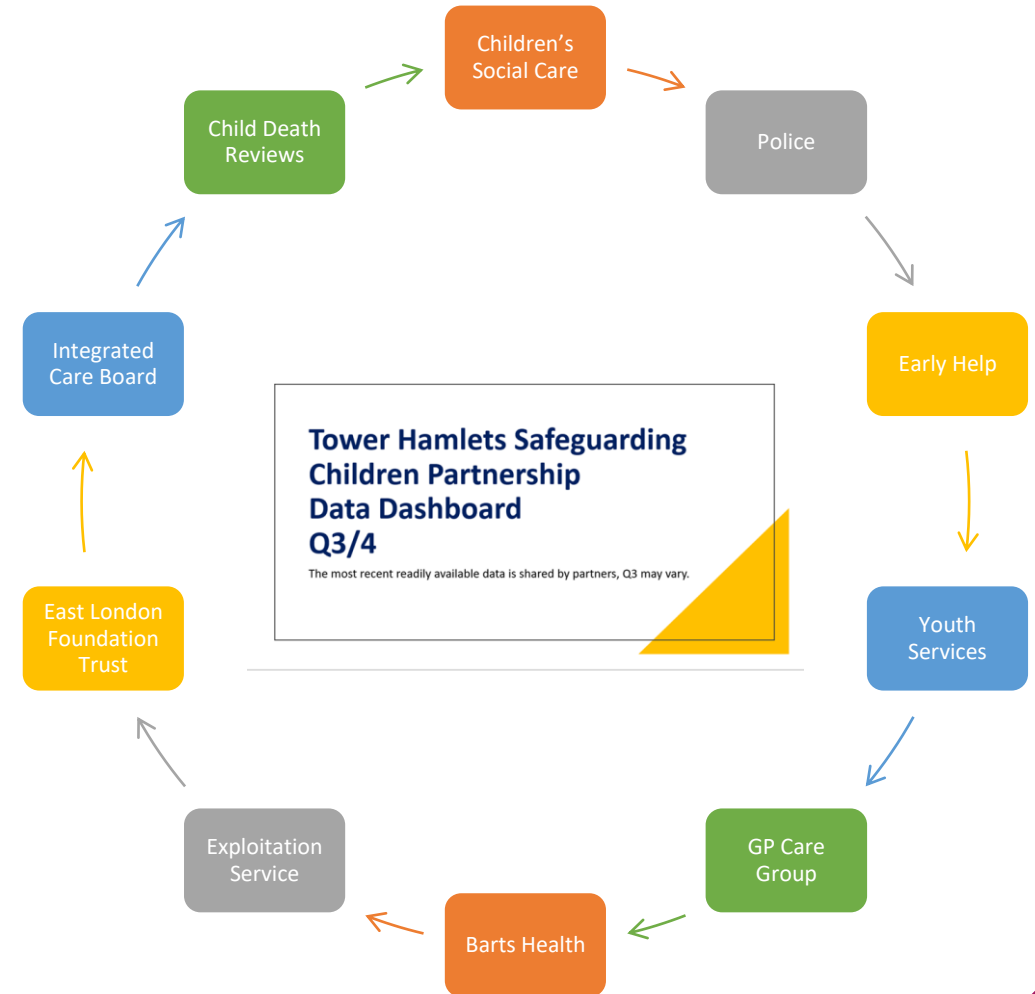 Children's
Social Care
Police
Early Help
Youth
Services
GP Care
Group
Barts Health
Exploitation
Service
East London
Foundation
Trust
Integrated
Care Board
Child Death
Reviews
Tower Hamlets Safeguarding
Children Partnership
Data Dashboard
Q3/4
The most recent readily available data is shared by partners, Q3 may vary.